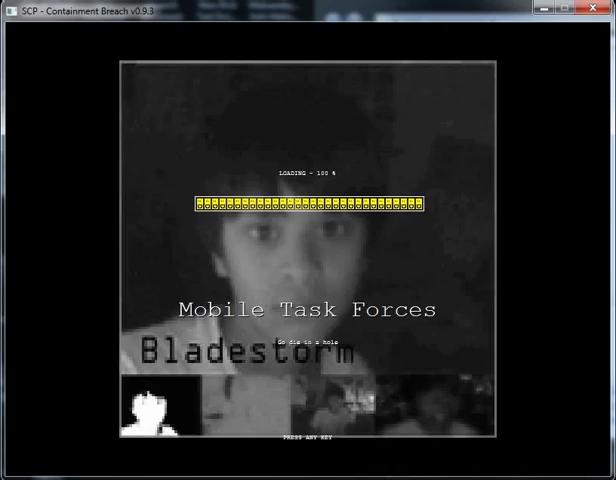 SCP - Containment Breach v0.9.3
LOADING - 100 %
Mobile Task Forces
Go die in a hole
Bladestorm
PRESS ANY KEY